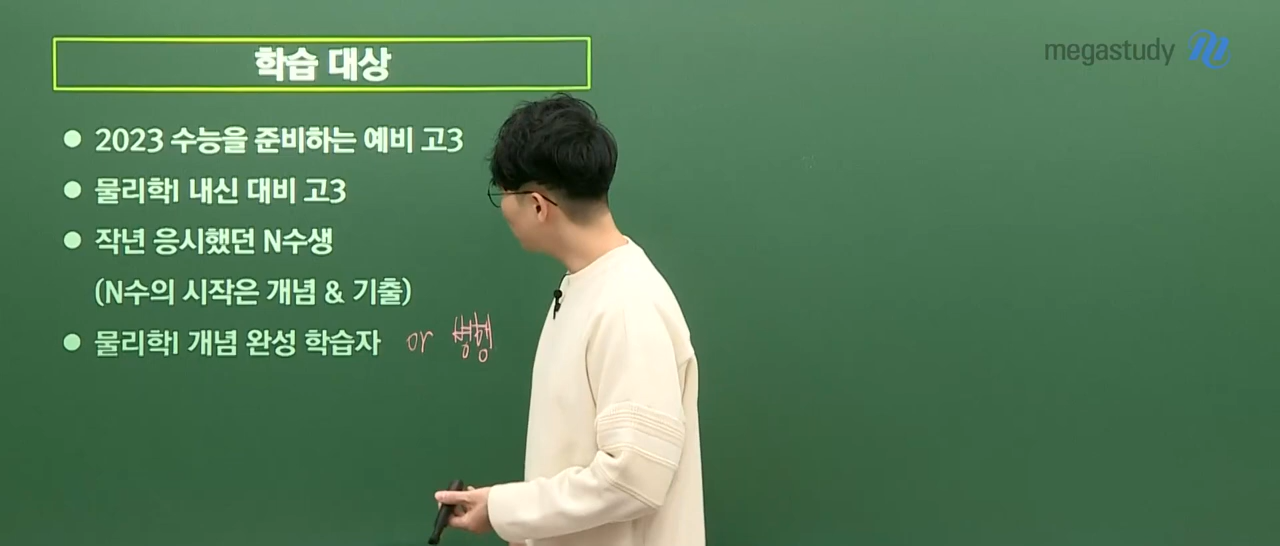 학습 대상
megastudy
● 2023 수능을 준비하는 예비 고3
● 물리학I 내신 대비 고3
● 작년 응시했던 N수생
(N수의 시작은 개념 & 기출)
● 물리학I 개념 완성 학습자 or 병행